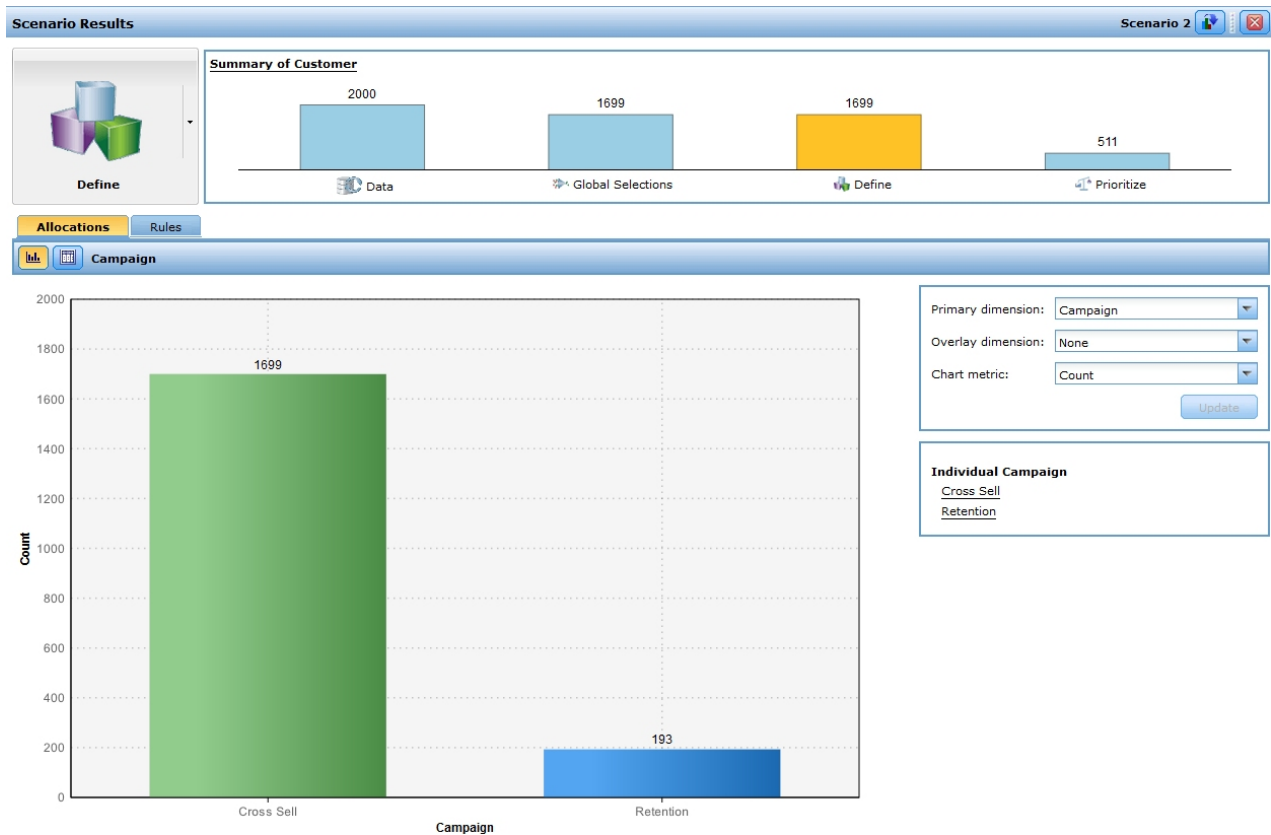 Scenario Results
Scenario 2
Define
Summary of Customer
2000
1699
1699
511
Data
Global Selections
Define
Prioritize
Allocations
Rules
Campaign
2000
1800
1600
1400
1200
1000
800
600
400
200
0
Count
1699
193
Cross Sell
Retention
Campaign
Primary dimension: Campaign
Overlay dimension: None
Chart metric: Count
Update
Individual Campaign
Cross Sell
Retention